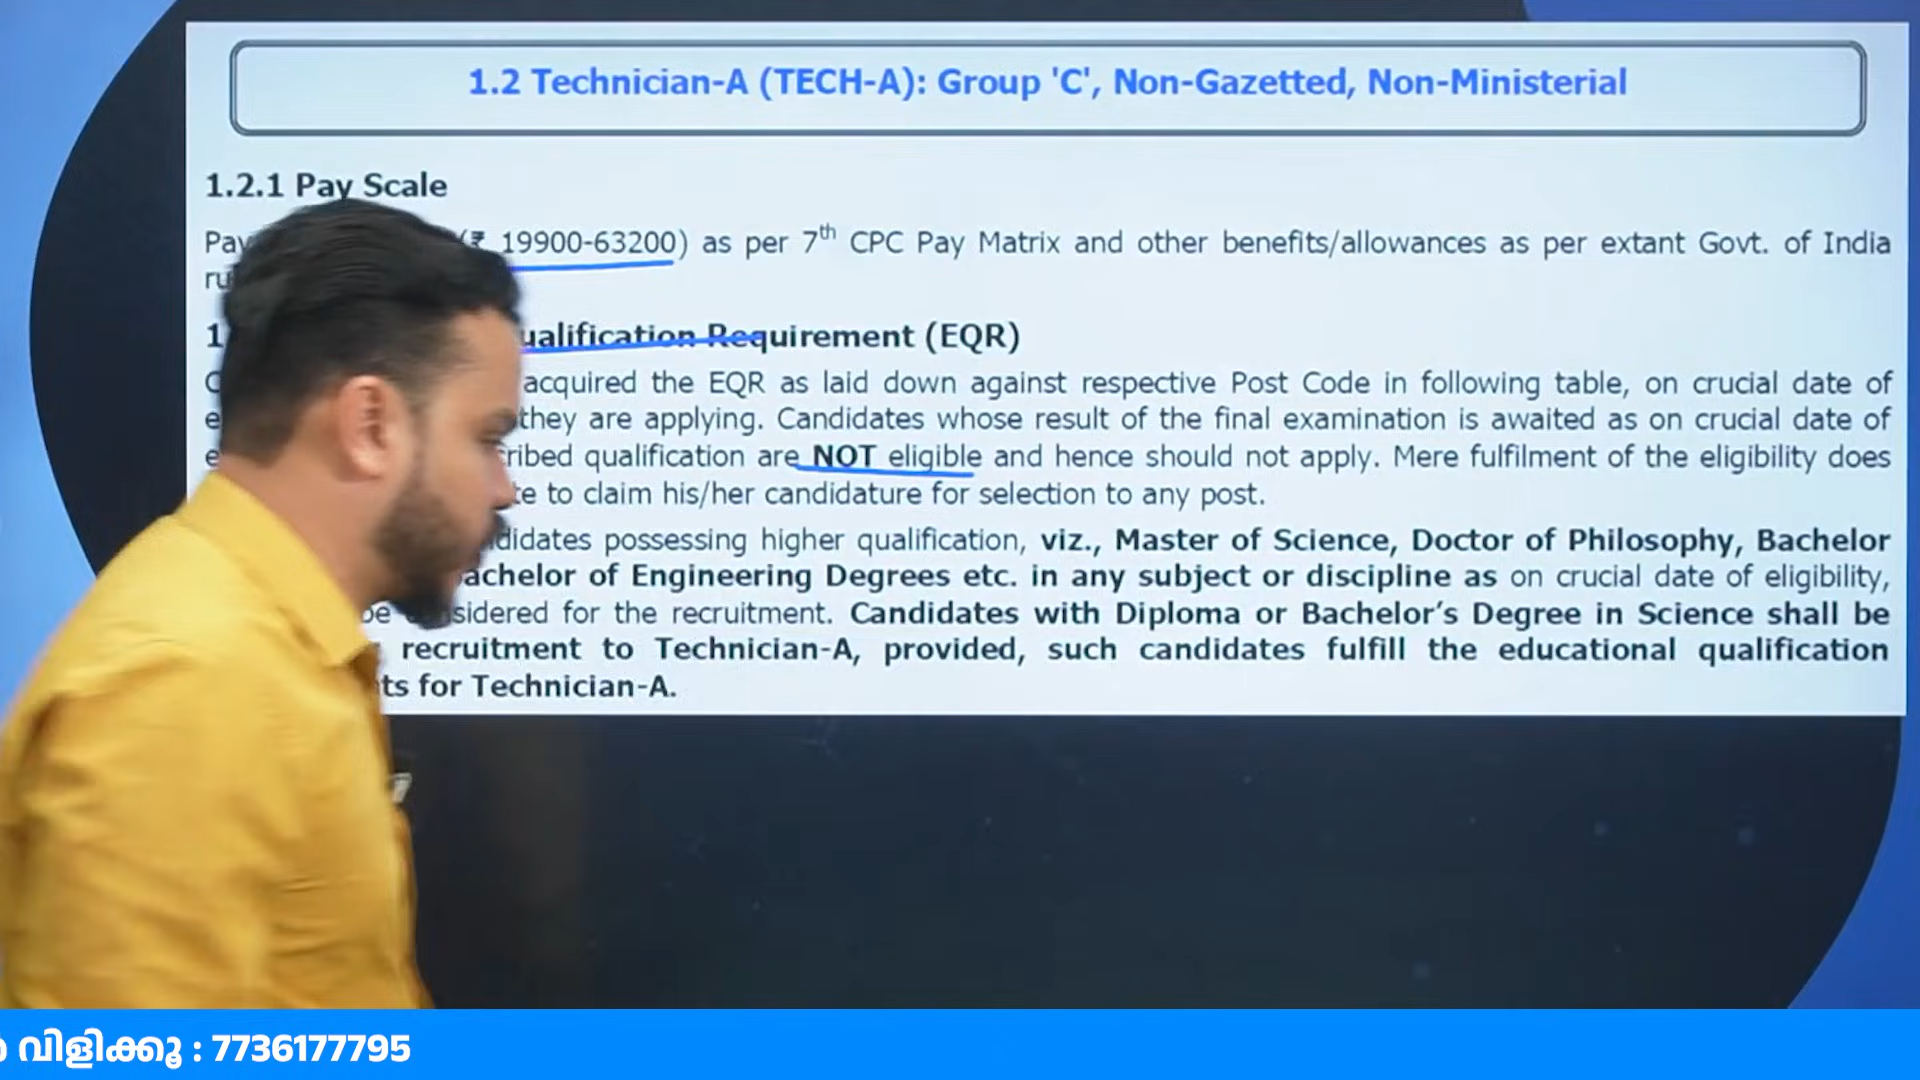 1.2 Technician-A (TECH-A): Group 'C', Non-Gazetted, Non-Ministerial
1.2.1 Pay Scale
Pay (₹ 19900-63200) as per 7th CPC Pay Matrix and other benefits/allowances as per extant Govt. of India
Requirement (EQR)
acquired the EQR as laid down against respective Post Code in following table, on crucial date of
they are applying. Candidates whose result of the final examination is awaited as on crucial date of
qualification are NOT eligible and hence should not apply. Mere fulfilment of the eligibility does
to claim his/her candidature for selection to any post.
possessing higher qualification, viz., Master of Science, Doctor of Philosophy, Bachelor
of Engineering Degrees etc. in any subject or discipline as on crucial date of eligibility,
be for the recruitment. Candidates with Diploma or Bachelor's Degree in Science shall be
recruitment to Technician-A, provided, such candidates fulfill the educational qualification
for Technician-A.
വിളിക്കൂ : 7736177795